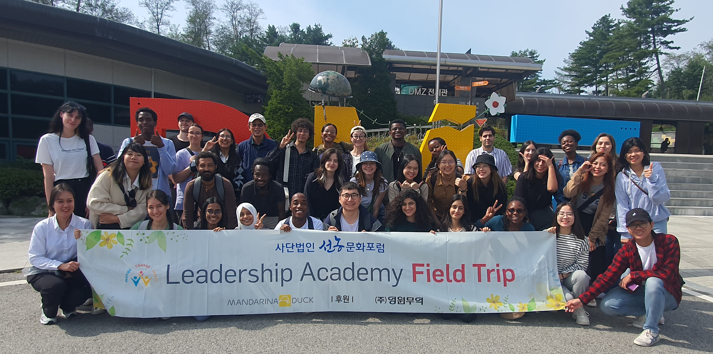 DMZ 전시관
사단법인 선농문화포럼
Leadership Academy Field Trip
MANDARINA DUCK | 후원 | (주)영원무역